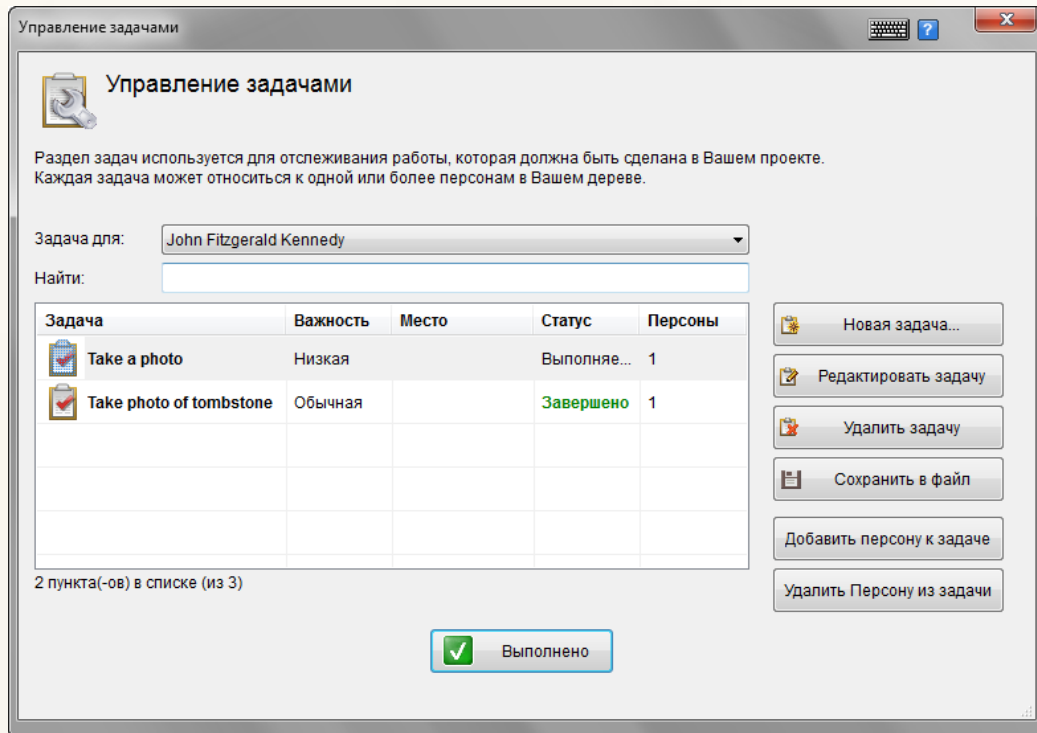 Управление задачами
?
Управление задачами
Раздел задач используется для отслеживания работы, которая должна быть сделана в Вашем проекте.
Каждая задача может относиться к одной или более персонам в Вашем дереве.
Задача для: John Fitzgerald Kennedy
Найти:
Задача Важность Место Статус Персоны
Take a photo Низкая Выполняе... 1
Take photo of tombstone Обычная Завершено 1
2 пункта(-ов) в списке (из 3)
Новая задача...
Редактировать задачу
Удалить задачу
Сохранить в файл
Добавить персону к задаче
Удалить Персону из задачи
Выполнено